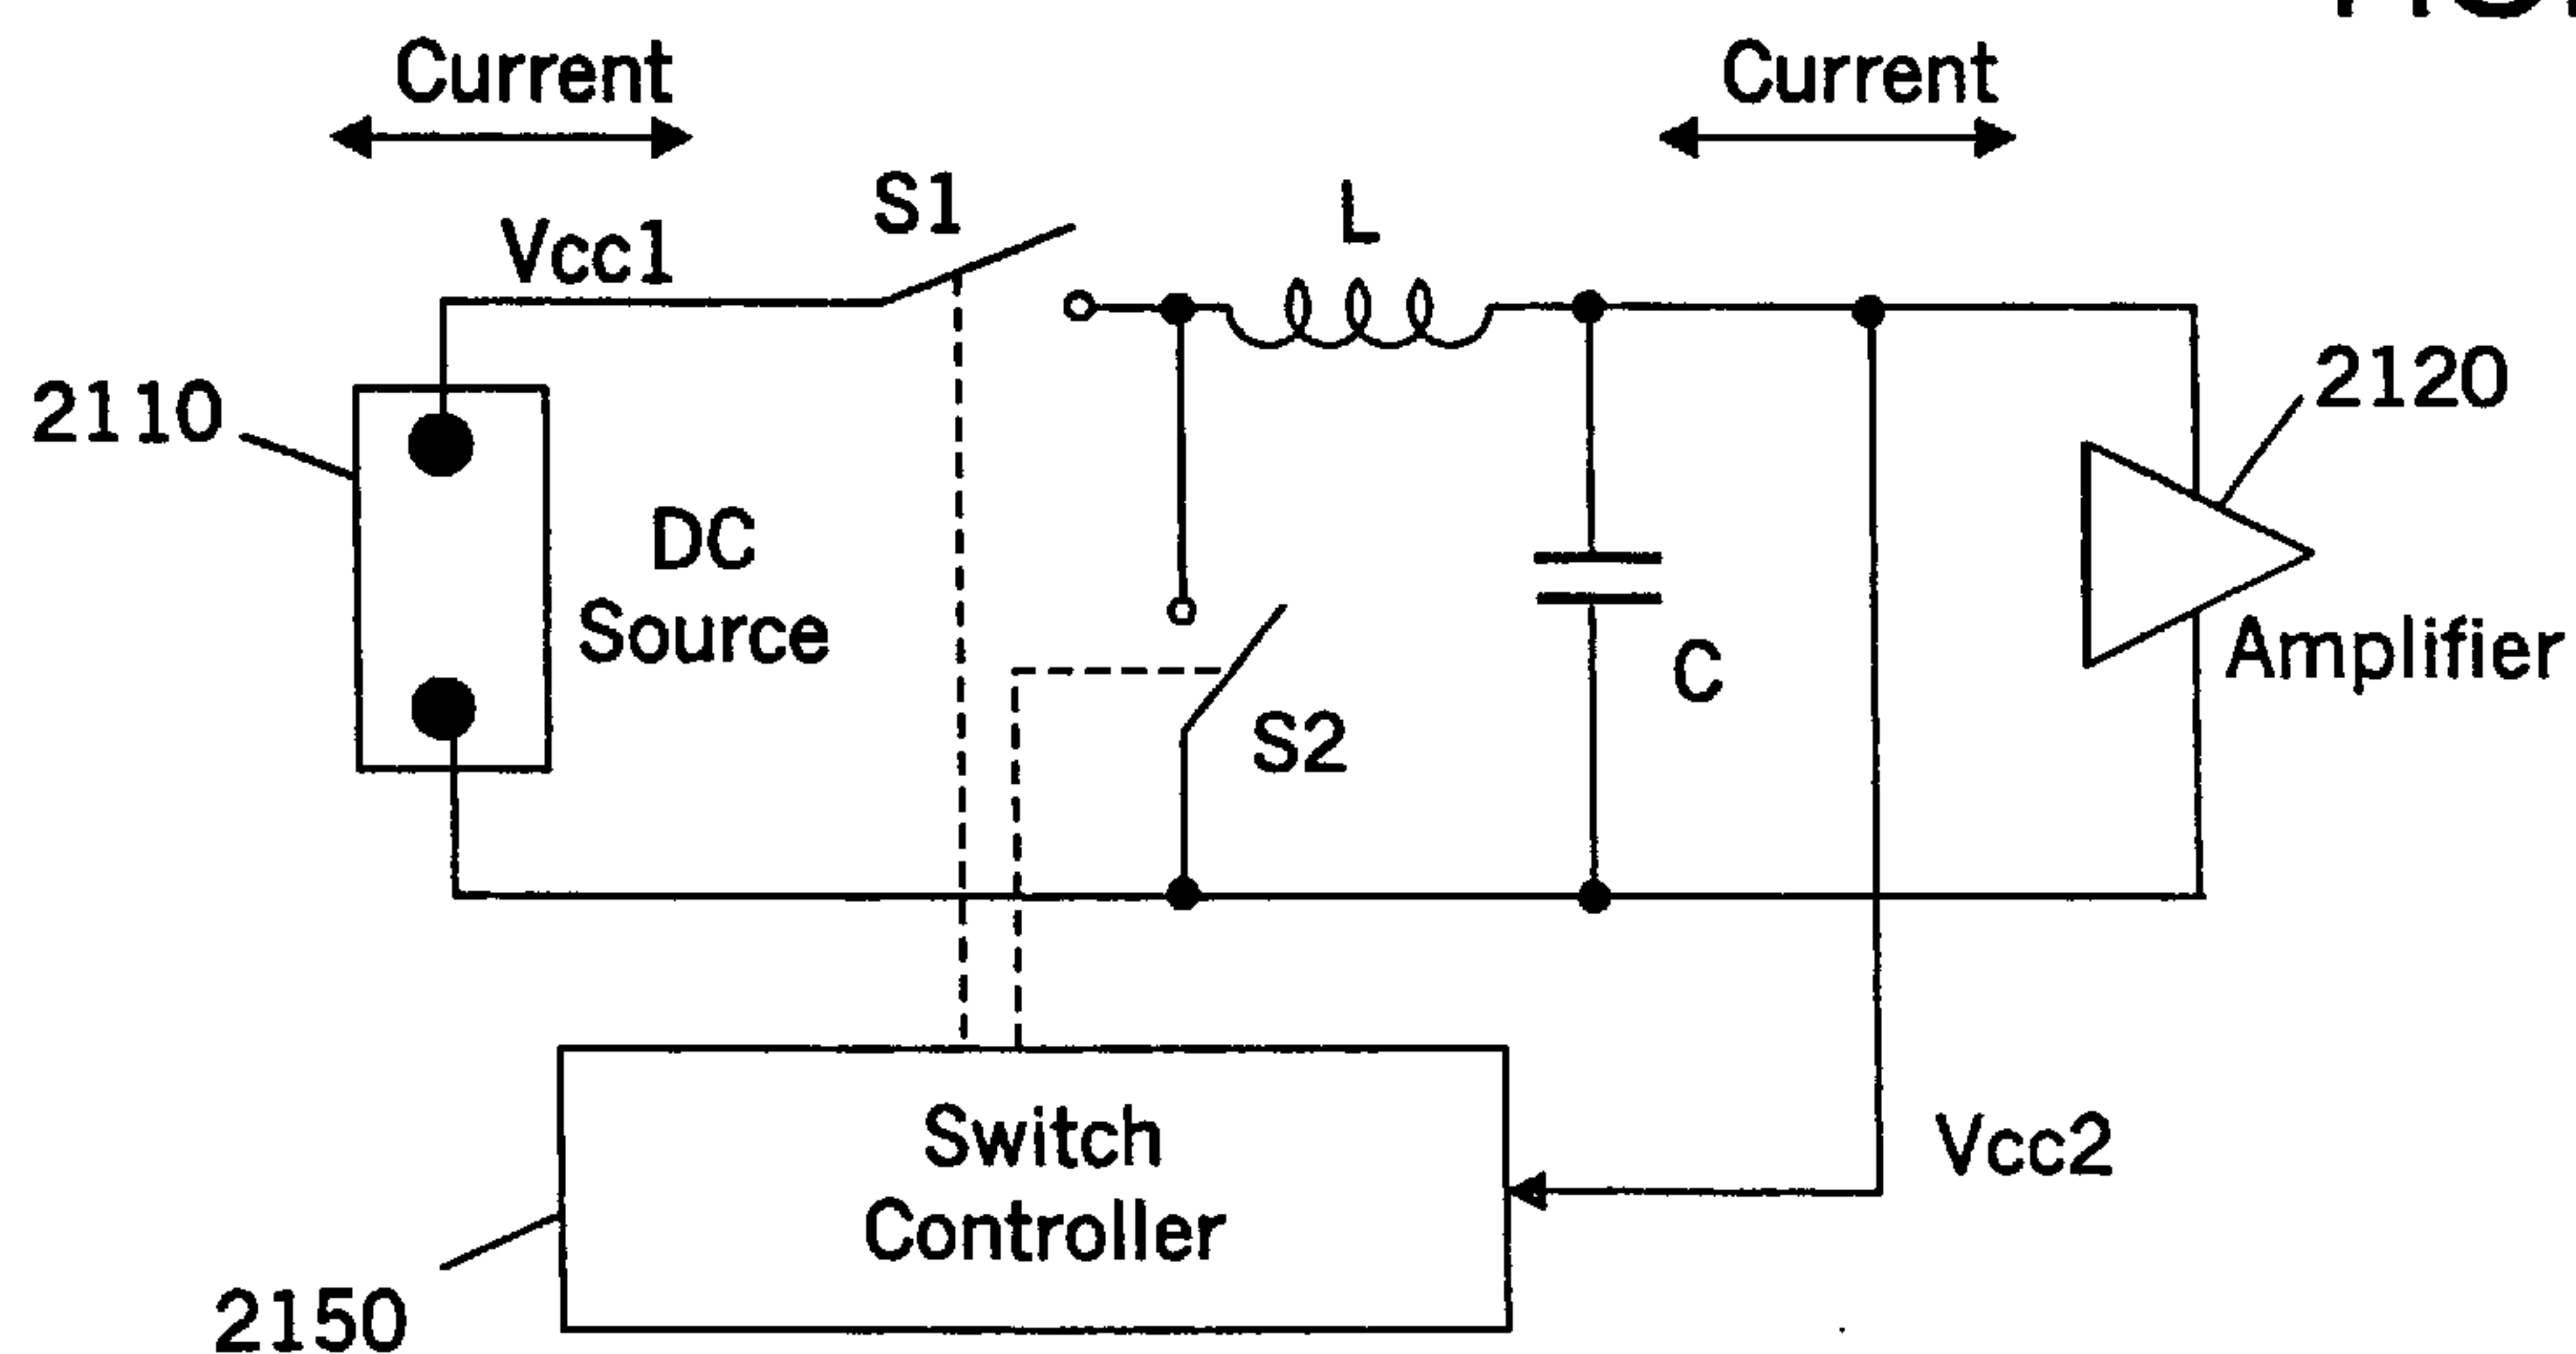 Current
Current
S1
L
Vcc1
2110
2120
DC
Source
C
Amplifier
S2
Switch
Controller
Vcc2
2150